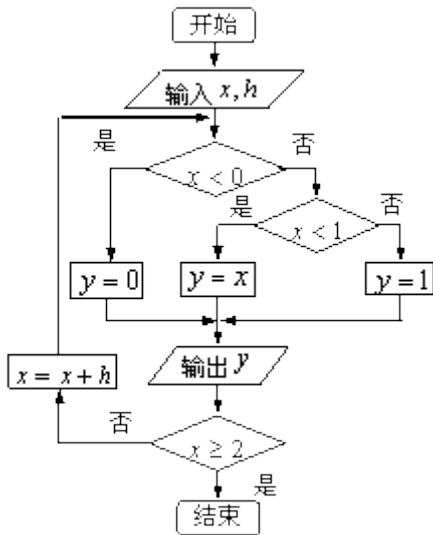 开始
输入 x, h
是
否
x < 0
是
否
x < 1
y = 0
y = x
y = 1
输出 y
x = x + h
否
x ≥ 2
是
结束